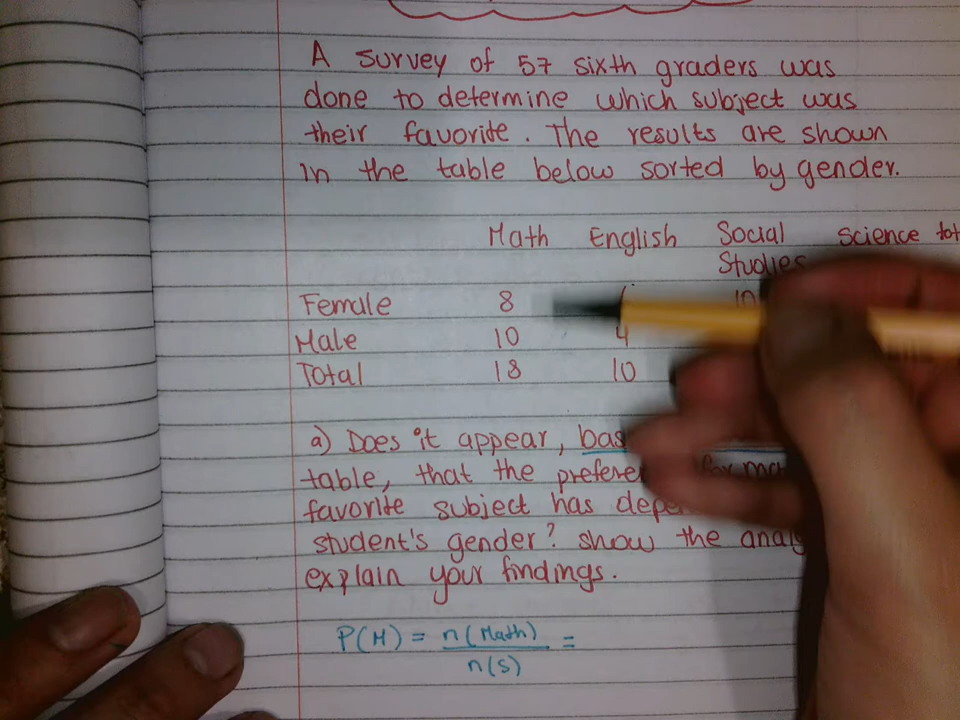 A survey of 57 sixth graders was
done to determine which subject was
their favorite. The results are shown
in the table below sorted by gender.
Math English Social Science
Studies
Female 8
Male 10 4
Total 18 10
a) Does it appear,
table, that the
favorite subject has
student's gender? show the
explain your findings.
P(M) = n(Math) =
n(S)